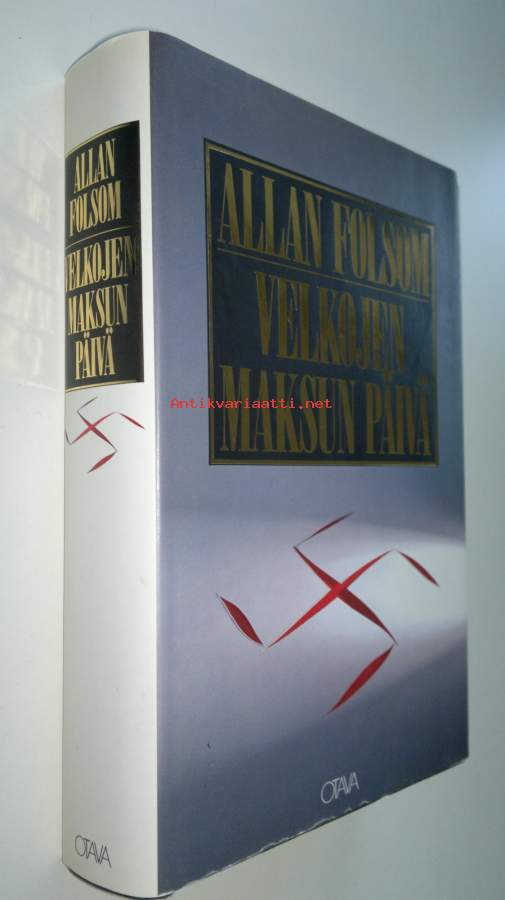 ALLAN
FOLSOM
VELKOJEN
MAKSUN
PÄIVÄ
OTAVA
ALLAN FOLSOM
VELKOJEN
MAKSUN PÄIVÄ
OTAVA
Antikvariaatti.net